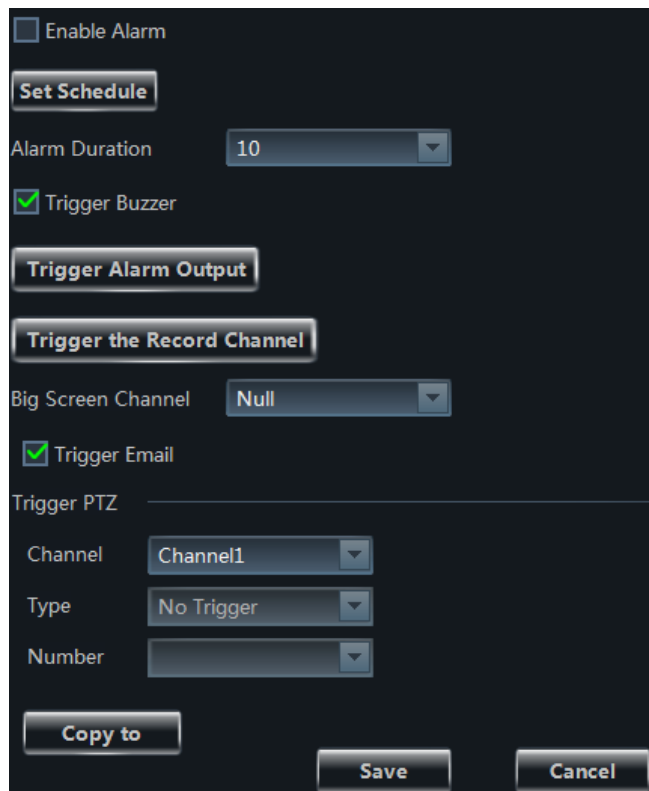 Enable Alarm
Set Schedule
Alarm Duration 10
Trigger Buzzer
Trigger Alarm Output
Trigger the Record Channel
Big Screen Channel Null
Trigger Email
Trigger PTZ
Channel Channel1
Type No Trigger
Number
Copy to
Save Cancel